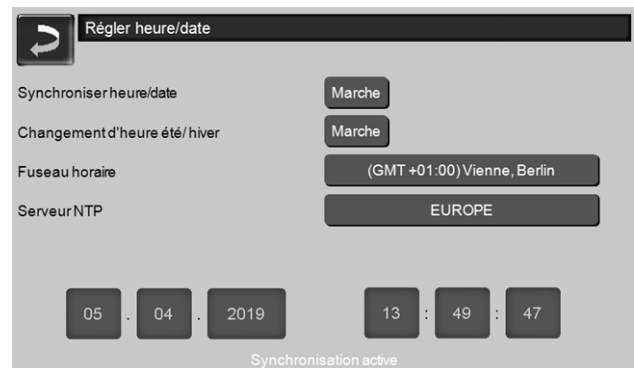 Régler heure/date
Synchroniser heure/date Marche
Changement d'heure été/ hiver Marche
Fuseau horaire (GMT +01:00) Vienne, Berlin
Serveur NTP EUROPE
05 . 04 . 2019 13 : 49 : 47
Synchronisation active